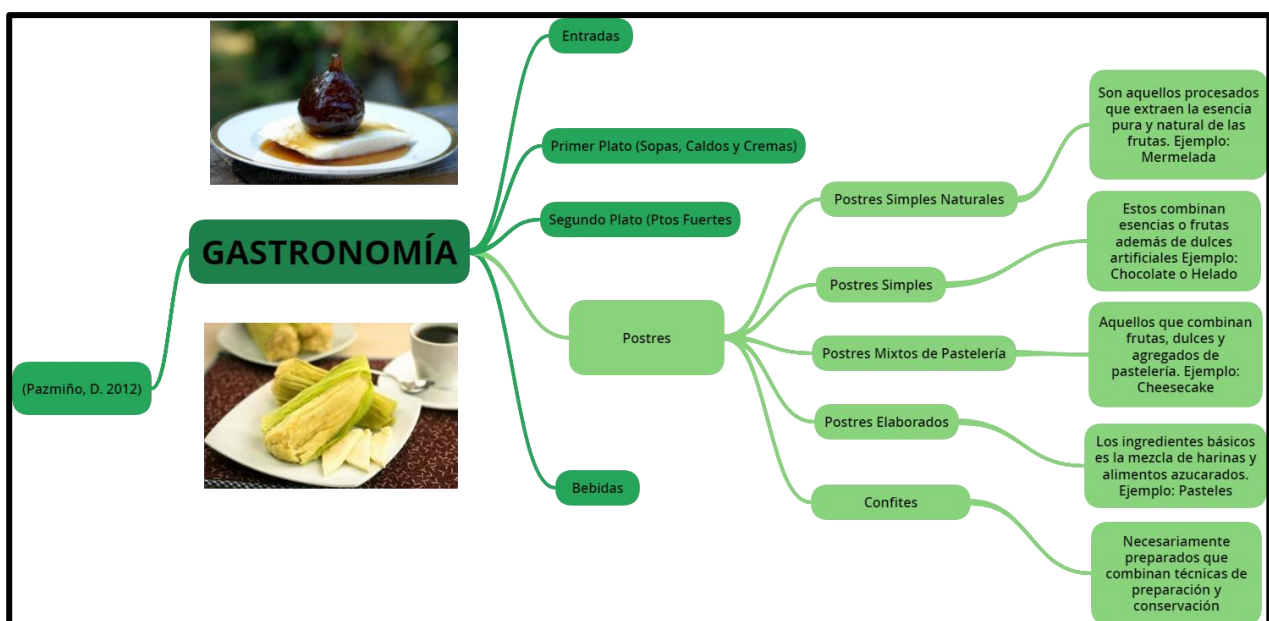 Entradas
Primer Plato (Sopas, Caldos y Cremas)
Segundo Plato (Ptos Fuertes
GASTRONOMÍA
(Pazmiño, D. 2012)
Postres
Bebidas
Postres Simples Naturales
Son aquellos procesados
que extraen la esencia
pura y natural de las
frutas. Ejemplo:
Mermelada
Postres Simples
Estos combinan
esencias o frutas
además de dulces
artificiales Ejemplo:
Chocolate o Helado
Postres Mixtos de Pastelería
Aquellos que combinan
frutas, dulces y
agregados de
pastelería. Ejemplo:
Cheesecake
Postres Elaborados
Los ingredientes básicos
es la mezcla de harinas y
alimentos azucarados.
Ejemplo: Pasteles
Confites
Necesariamente
preparados que
combinan técnicas de
preparación y
conservación